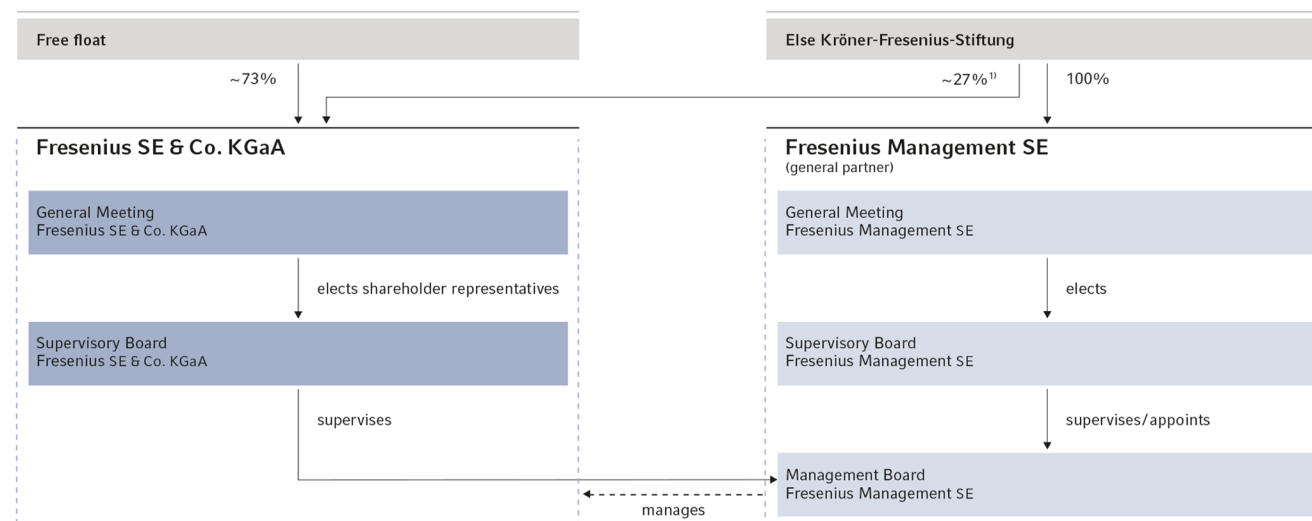 Free float
Else Kröner-Fresenius-Stiftung
~73%
~27%¹⁾
100%
Fresenius SE & Co. KGaA
Fresenius Management SE
(general partner)
General Meeting
Fresenius SE & Co. KGaA
General Meeting
Fresenius Management SE
elects shareholder representatives
elects
Supervisory Board
Fresenius SE & Co. KGaA
Supervisory Board
Fresenius Management SE
supervises
supervises/appoints
Management Board
Fresenius Management SE
manages